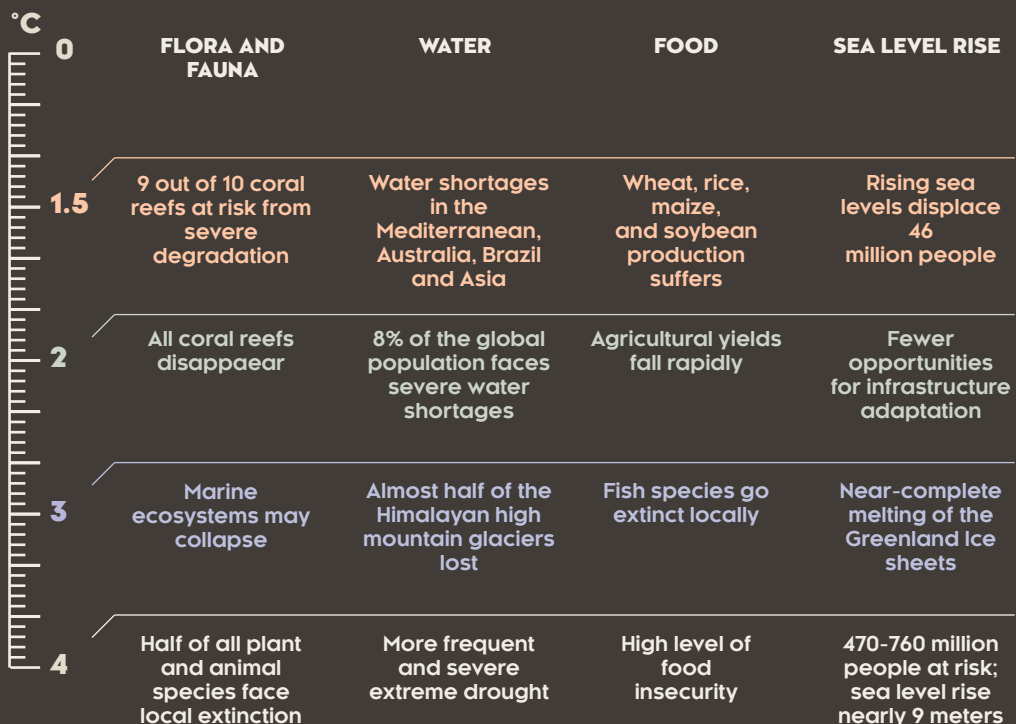 °C
0
FLORA AND
FAUNA
WATER
FOOD
SEA LEVEL RISE
1.5
9 out of 10 coral
reefs at risk from
severe
degradation
Water shortages
in the
Mediterranean,
Australia, Brazil
and Asia
Wheat, rice,
maize,
and soybean
production
suffers
Rising sea
levels displace
46
million people
2
All coral reefs
disappaear
8% of the global
population faces
severe water
shortages
Agricultural yields
fall rapidly
Fewer
opportunities
for infrastructure
adaptation
3
Marine
ecosystems may
collapse
Almost half of the
Himalayan high
mountain glaciers
lost
Fish species go
extinct locally
Near-complete
melting of the
Greenland Ice
sheets
4
Half of all plant
and animal
species face
local extinction
More frequent
and severe
extreme drought
High level of
food
insecurity
470-760 million
people at risk;
sea level rise
nearly 9 meters